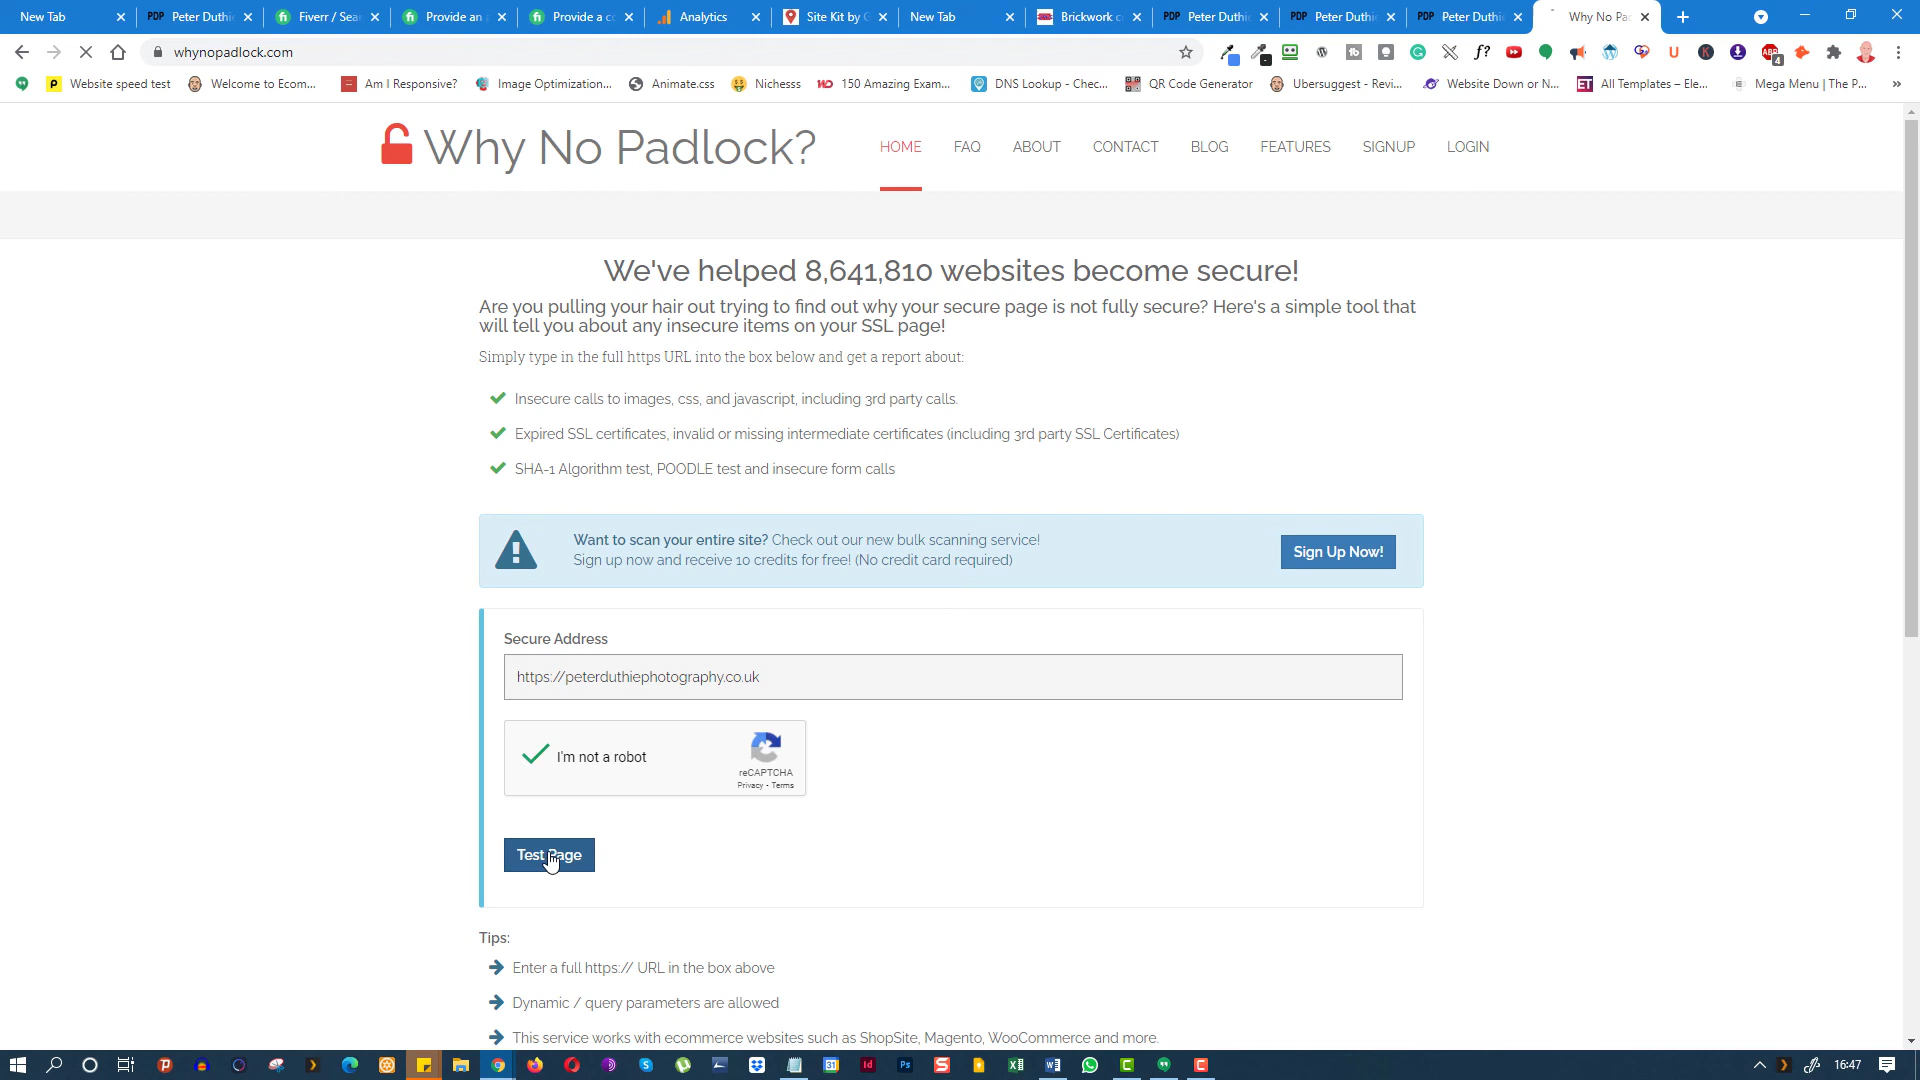 New Tab
Peter Duthi
Fiverr / Sear
Provide an
Provide a c
Analytics
Site Kit by G
New Tab
Brickwork c
Peter Duthi
Peter Duthi
Peter Duthi
Why No Pa
whynopadlock.com
Website speed test
Welcome to Ecom...
Am I Responsive?
Image Optimization...
Animate.css
Nichesss
150 Amazing Exam...
DNS Lookup - Chec...
QR Code Generator
Ubersuggest - Revi...
Website Down or N...
All Templates – Ele...
Mega Menu | The P...
Why No Padlock?
HOME
FAQ
ABOUT
CONTACT
BLOG
FEATURES
SIGNUP
LOGIN
We've helped 8,641,810 websites become secure!
Are you pulling your hair out trying to find out why your secure page is not fully secure? Here's a simple tool that
will tell you about any insecure items on your SSL page!
Simply type in the full https URL into the box below and get a report about:
Insecure calls to images, css, and javascript, including 3rd party calls.
Expired SSL certificates, invalid or missing intermediate certificates (including 3rd party SSL Certificates)
SHA-1 Algorithm test, POODLE test and insecure form calls
Want to scan your entire site? Check out our new bulk scanning service!
Sign up now and receive 10 credits for free! (No credit card required)
Sign Up Now!
Secure Address
https://peterduthiephotography.co.uk
I'm not a robot
reCAPTCHA
Privacy - Terms
Test Page
Tips:
Enter a full https:// URL in the box above
Dynamic / query parameters are allowed
This service works with ecommerce websites such as ShopSite, Magento, WooCommerce and more.
16:47